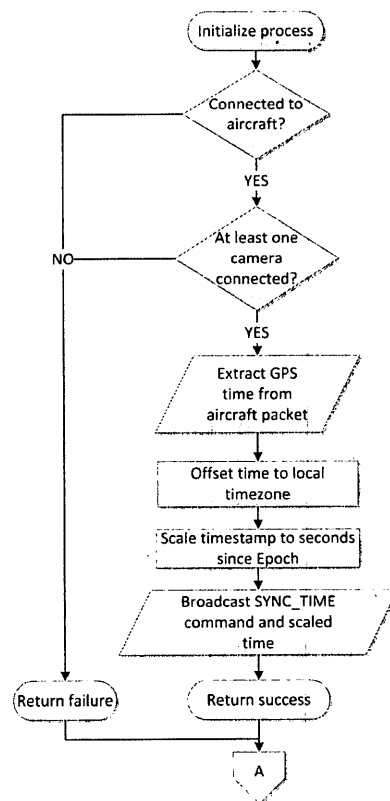 Initialize process
Connected to
aircraft?
YES
At least one
camera
connected?
NO
YES
Extract GPS
time from
aircraft packet
Offset time to local
timezone
Scale timestamp to seconds
since Epoch
Broadcast SYNC_TIME
command and scaled
time
Return failure
Return success
A